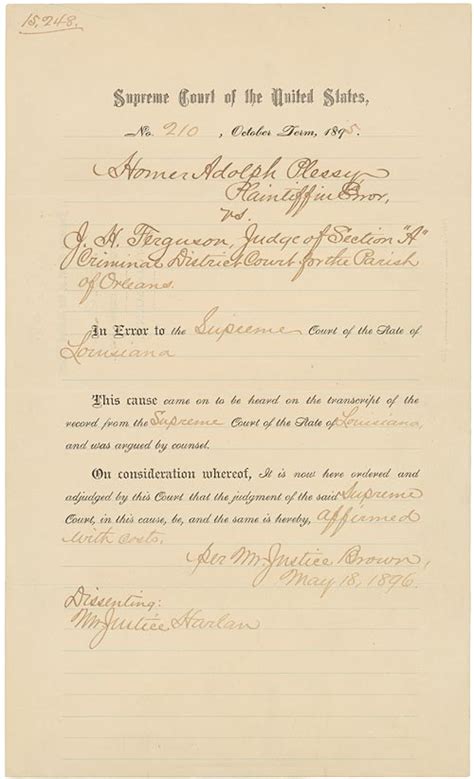 15,248.
Supreme Court of the United States,
No. 210, October Term, 1895.
Homer Adolph Plessy,
Plaintiff in Error,
vs.
J. H. Ferguson, Judge of Section "A"
Criminal District Court for the Parish
of Orleans.
In Error to the Supreme Court of the State of
Louisiana
This cause came on to be heard on the transcript of the
record from the Supreme Court of the State of Louisiana,
and was argued by counsel.
On consideration whereof, It is now here ordered and
adjudged by this Court that the judgment of the said Supreme
Court, in this cause, be, and the same is hereby, affirmed
with costs.
Per Mr. Justice Brown,
May 18, 1896.
Dissenting:
Mr. Justice Harlan